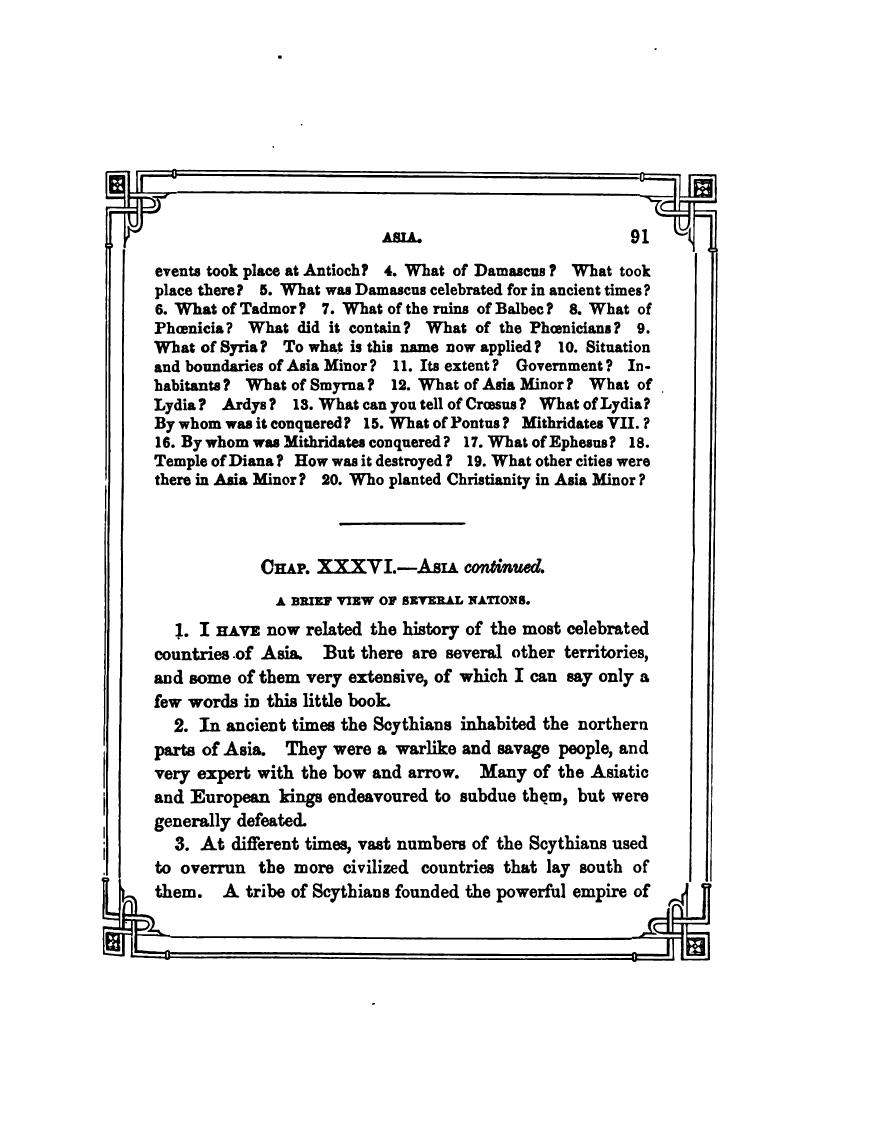 ASIA. 91
events took place at Antioch? 4. What of Damascus? What took
place there? 5. What was Damascus celebrated for in ancient times?
6. What of Tadmor? 7. What of the ruins of Balbec? 8. What of
Phœnicia? What did it contain? What of the Phœnicians? 9.
What of Syria? To what is this name now applied? 10. Situation
and boundaries of Asia Minor? 11. Its extent? Government? In-
habitants? What of Smyrna? 12. What of Asia Minor? What of
Lydia? Ardys? 13. What can you tell of Crœsus? What of Lydia?
By whom was it conquered? 15. What of Pontus? Mithridates VII.?
16. By whom was Mithridates conquered? 17. What of Ephesus? 18.
Temple of Diana? How was it destroyed? 19. What other cities were
there in Asia Minor? 20. Who planted Christianity in Asia Minor?
CHAP. XXXVI.—ASIA continued.
A BRIEF VIEW OF SEVERAL NATIONS.
1. I HAVE now related the history of the most celebrated
countries of Asia. But there are several other territories,
and some of them very extensive, of which I can say only a
few words in this little book.
2. In ancient times the Scythians inhabited the northern
parts of Asia. They were a warlike and savage people, and
very expert with the bow and arrow. Many of the Asiatic
and European kings endeavoured to subdue them, but were
generally defeated.
3. At different times, vast numbers of the Scythians used
to overrun the more civilized countries that lay south of
them. A tribe of Scythians founded the powerful empire of